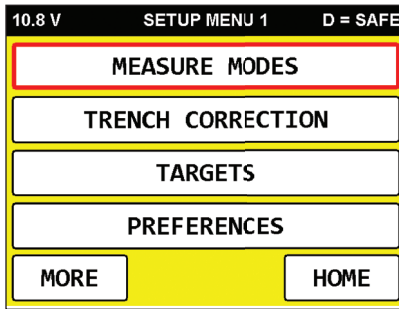 10.8 V SETUP MENU 1 D = SAFE
MEASURE MODES
TRENCH CORRECTION
TARGETS
PREFERENCES
MORE HOME